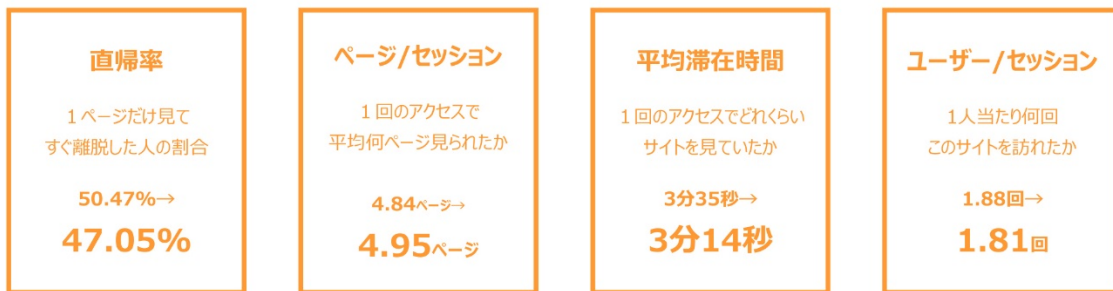 直帰率
1ページだけ見て
すぐ離脱した人の割合
50.47%→
47.05%
ページ/セッション
1回のアクセスで
平均何ページ見られたか
4.84ページ→
4.95ページ
平均滞在時間
1回のアクセスでどれくらい
サイトを見ていたか
3分35秒→
3分14秒
ユーザー/セッション
1人当たり何回
このサイトを訪れたか
1.88回→
1.81回